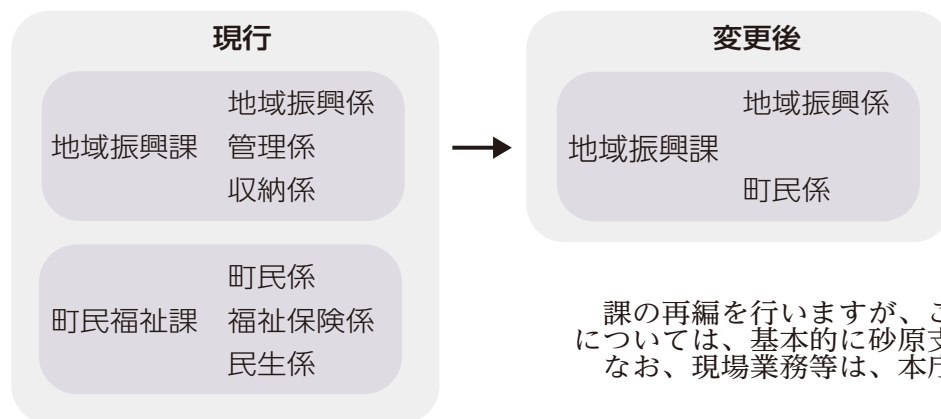 現行
地域振興課
地域振興係
管理係
収納係
町民福祉課
町民係
福祉保険係
民生係
変更後
地域振興課
地域振興係
町民係
課の再編を行いますが、こ
については、基本的に砂原支
なお、現場業務等は、本庁